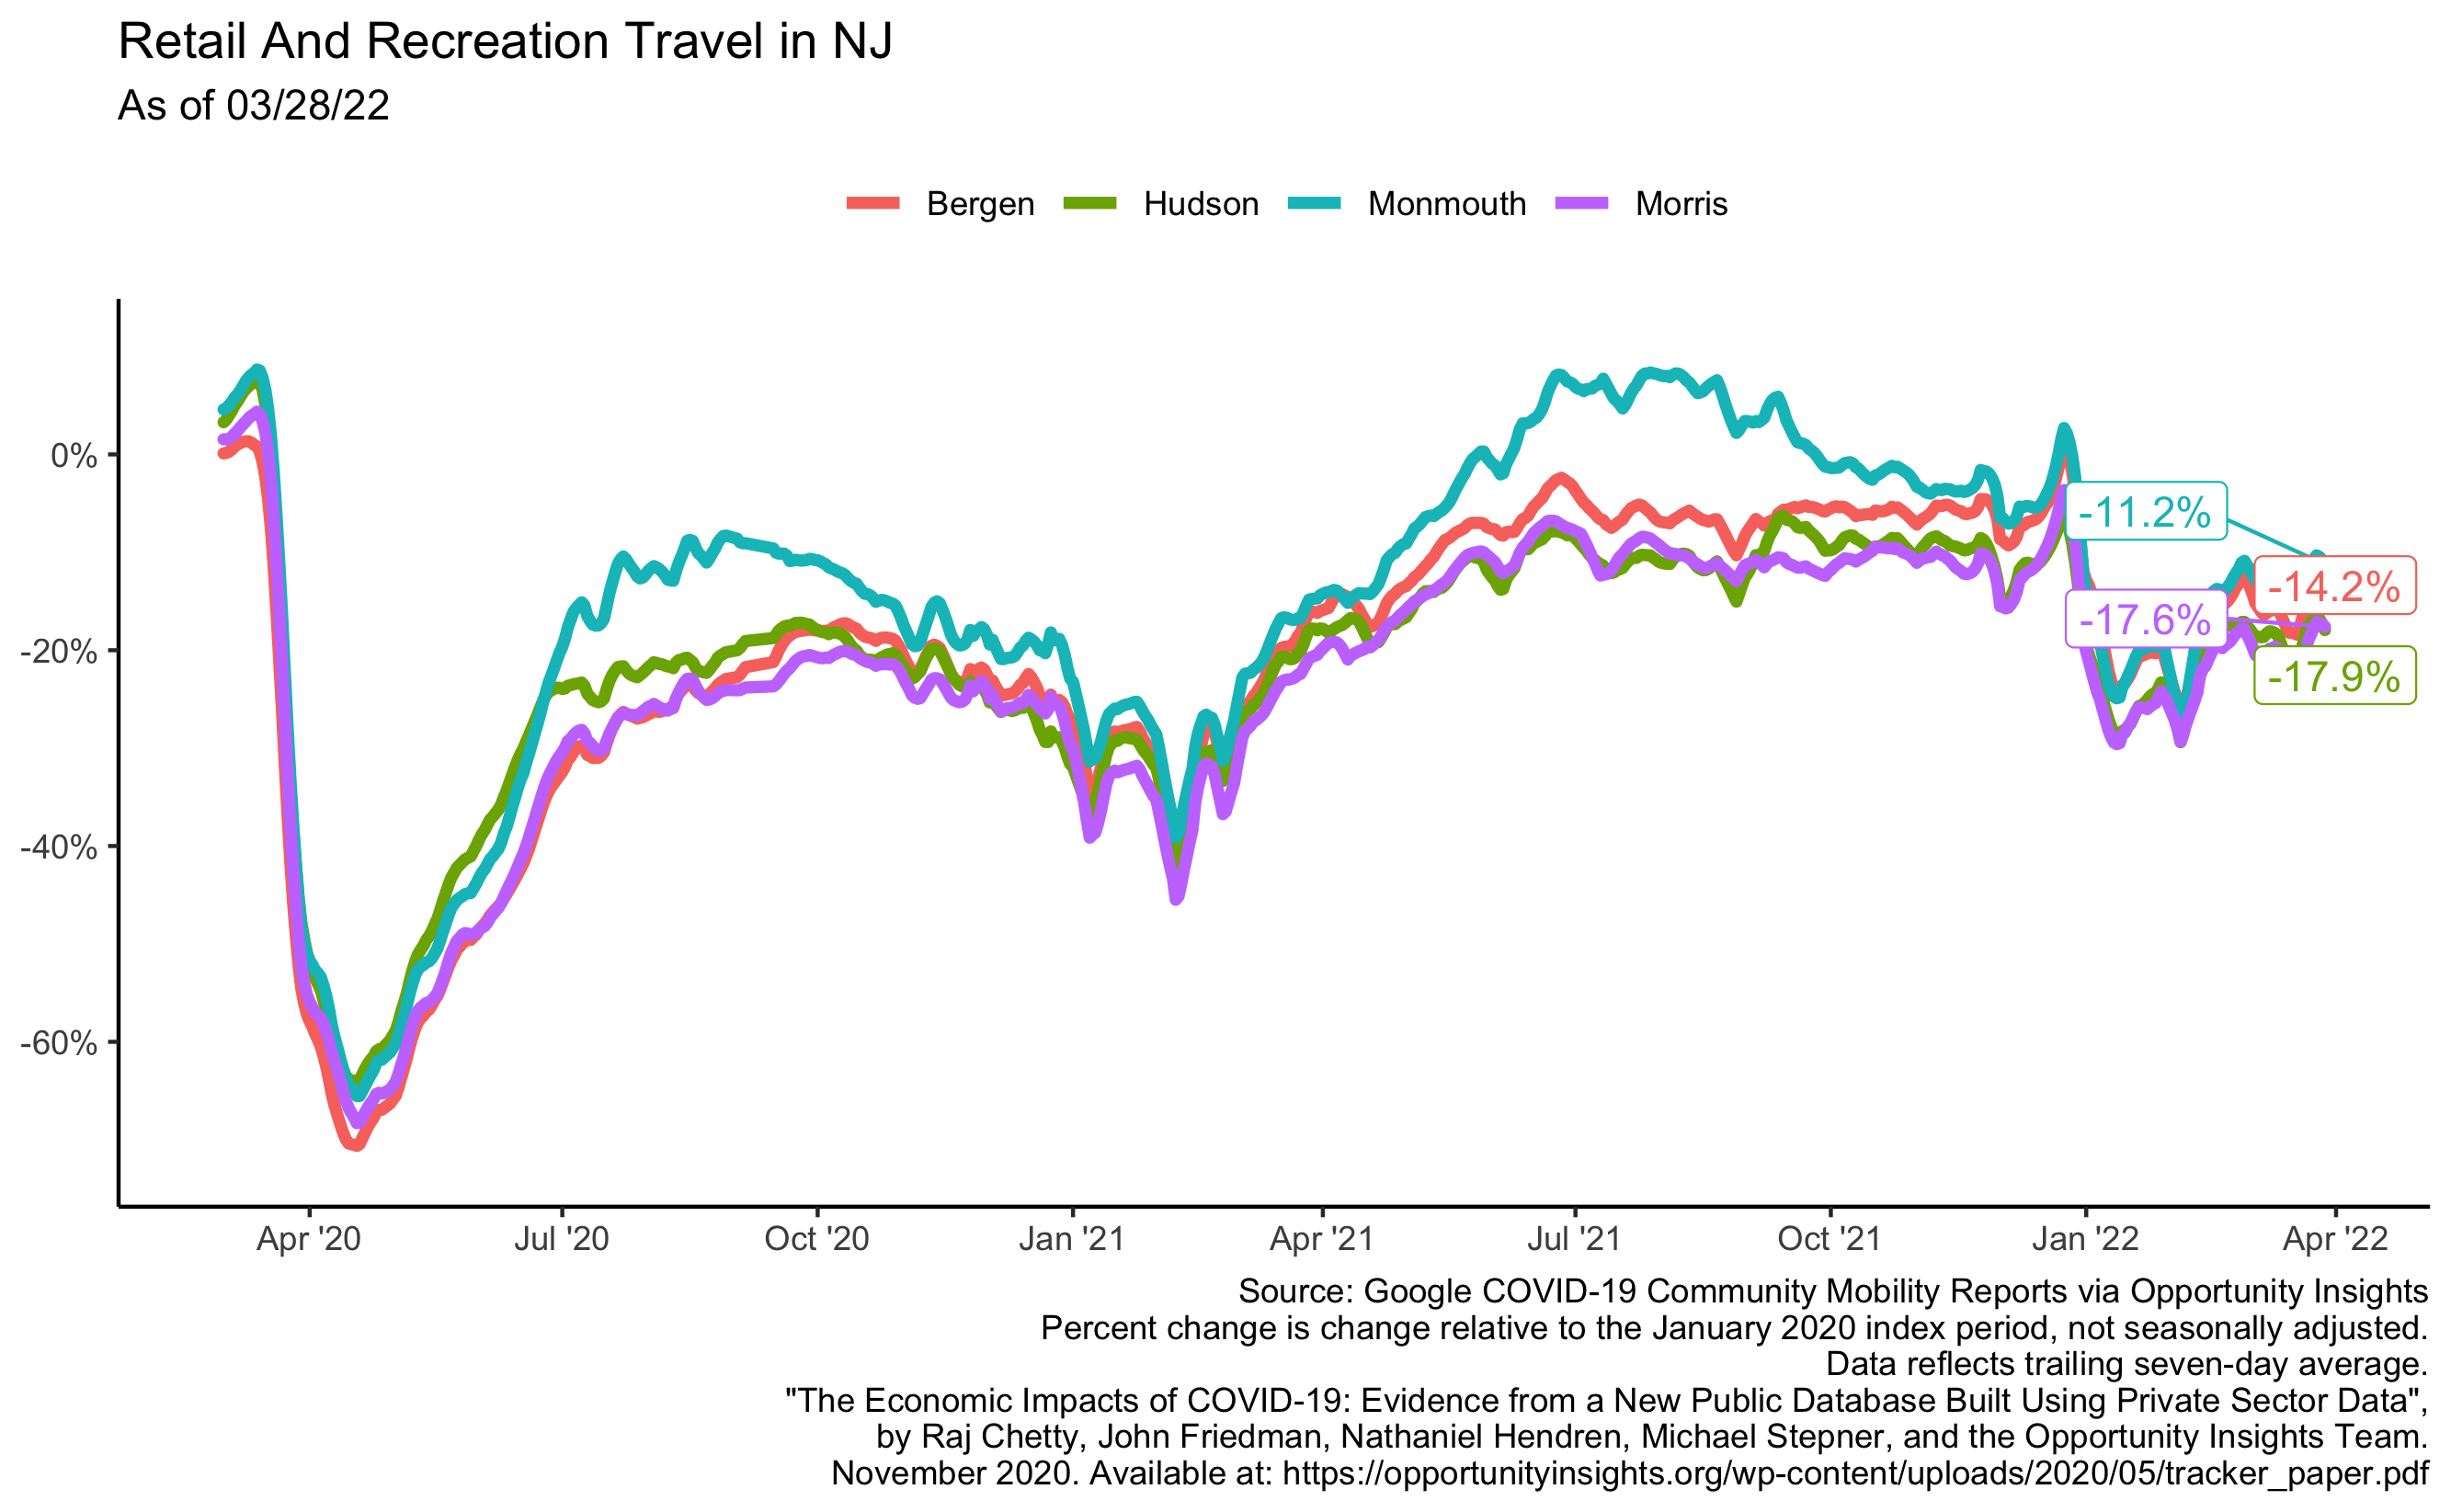 Retail And Recreation Travel in NJ
As of 03/28/22
Bergen Hudson Monmouth Morris
0%
-20%
-40%
-60%
-11.2%
-14.2%
-17.6%
-17.9%
Apr '20 Jul '20 Oct '20 Jan '21 Apr '21 Jul '21 Oct '21 Jan '22 Apr '22
Source: Google COVID-19 Community Mobility Reports via Opportunity Insights
Percent change is change relative to the January 2020 index period, not seasonally adjusted.
Data reflects trailing seven-day average.
"The Economic Impacts of COVID-19: Evidence from a New Public Database Built Using Private Sector Data",
by Raj Chetty, John Friedman, Nathaniel Hendren, Michael Stepner, and the Opportunity Insights Team.
November 2020. Available at: https://opportunityinsights.org/wp-content/uploads/2020/05/tracker_paper.pdf